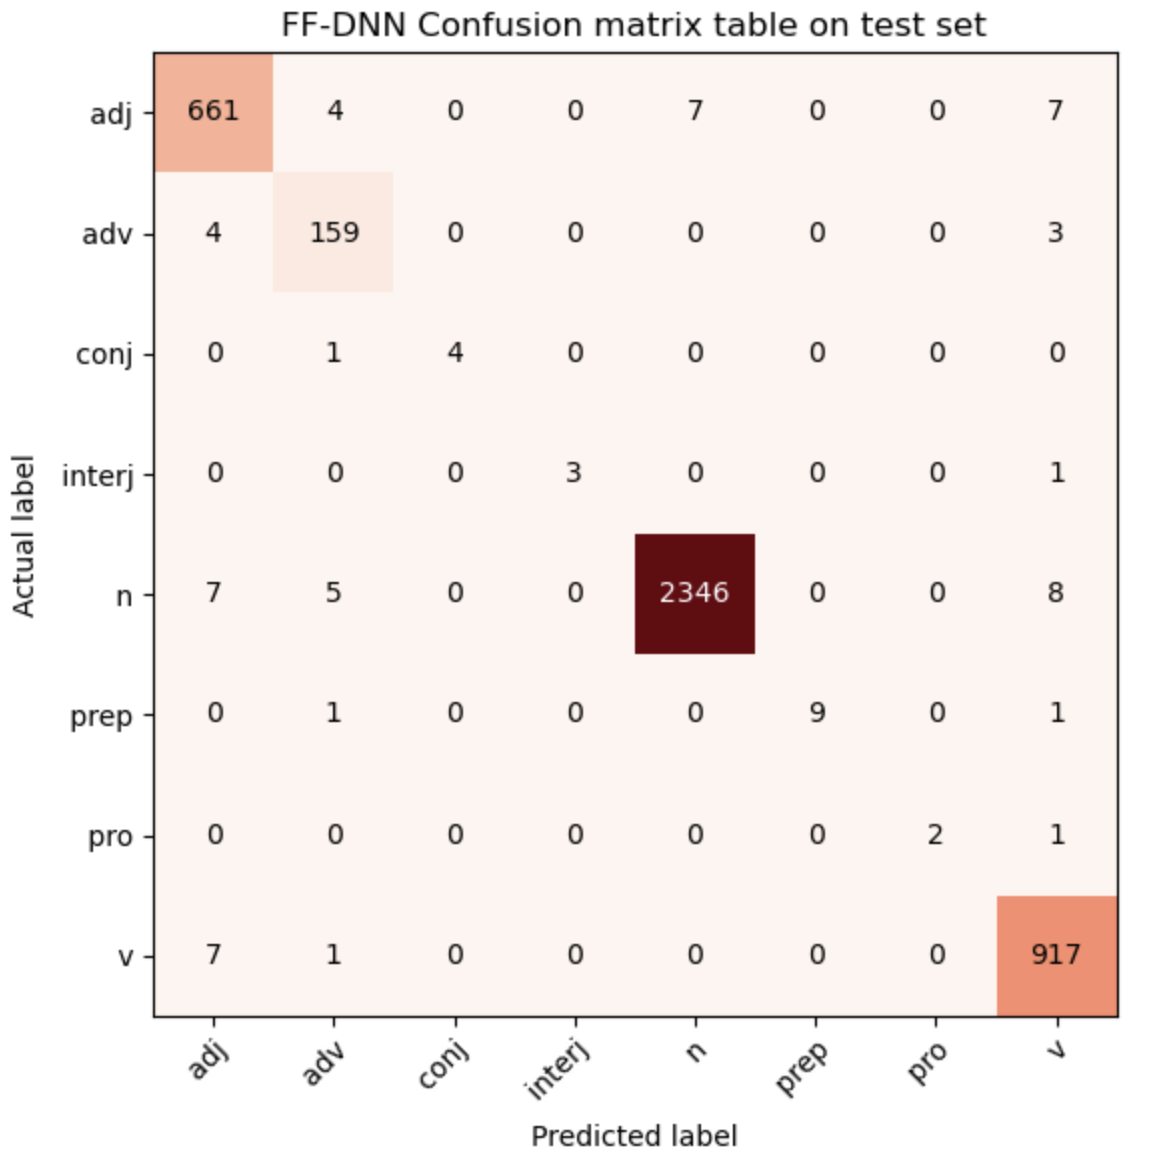 FF-DNN Confusion matrix table on test set
adj 661 4 0 0 7 0 0 7
adv 4 159 0 0 0 0 0 3
conj 0 1 4 0 0 0 0 0
interj 0 0 0 3 0 0 0 1
n 7 5 0 0 2346 0 0 8
prep 0 1 0 0 0 9 0 1
pro 0 0 0 0 0 0 2 1
v 7 1 0 0 0 0 0 917
Actual label
adj adv conj interj n prep pro v
Predicted label